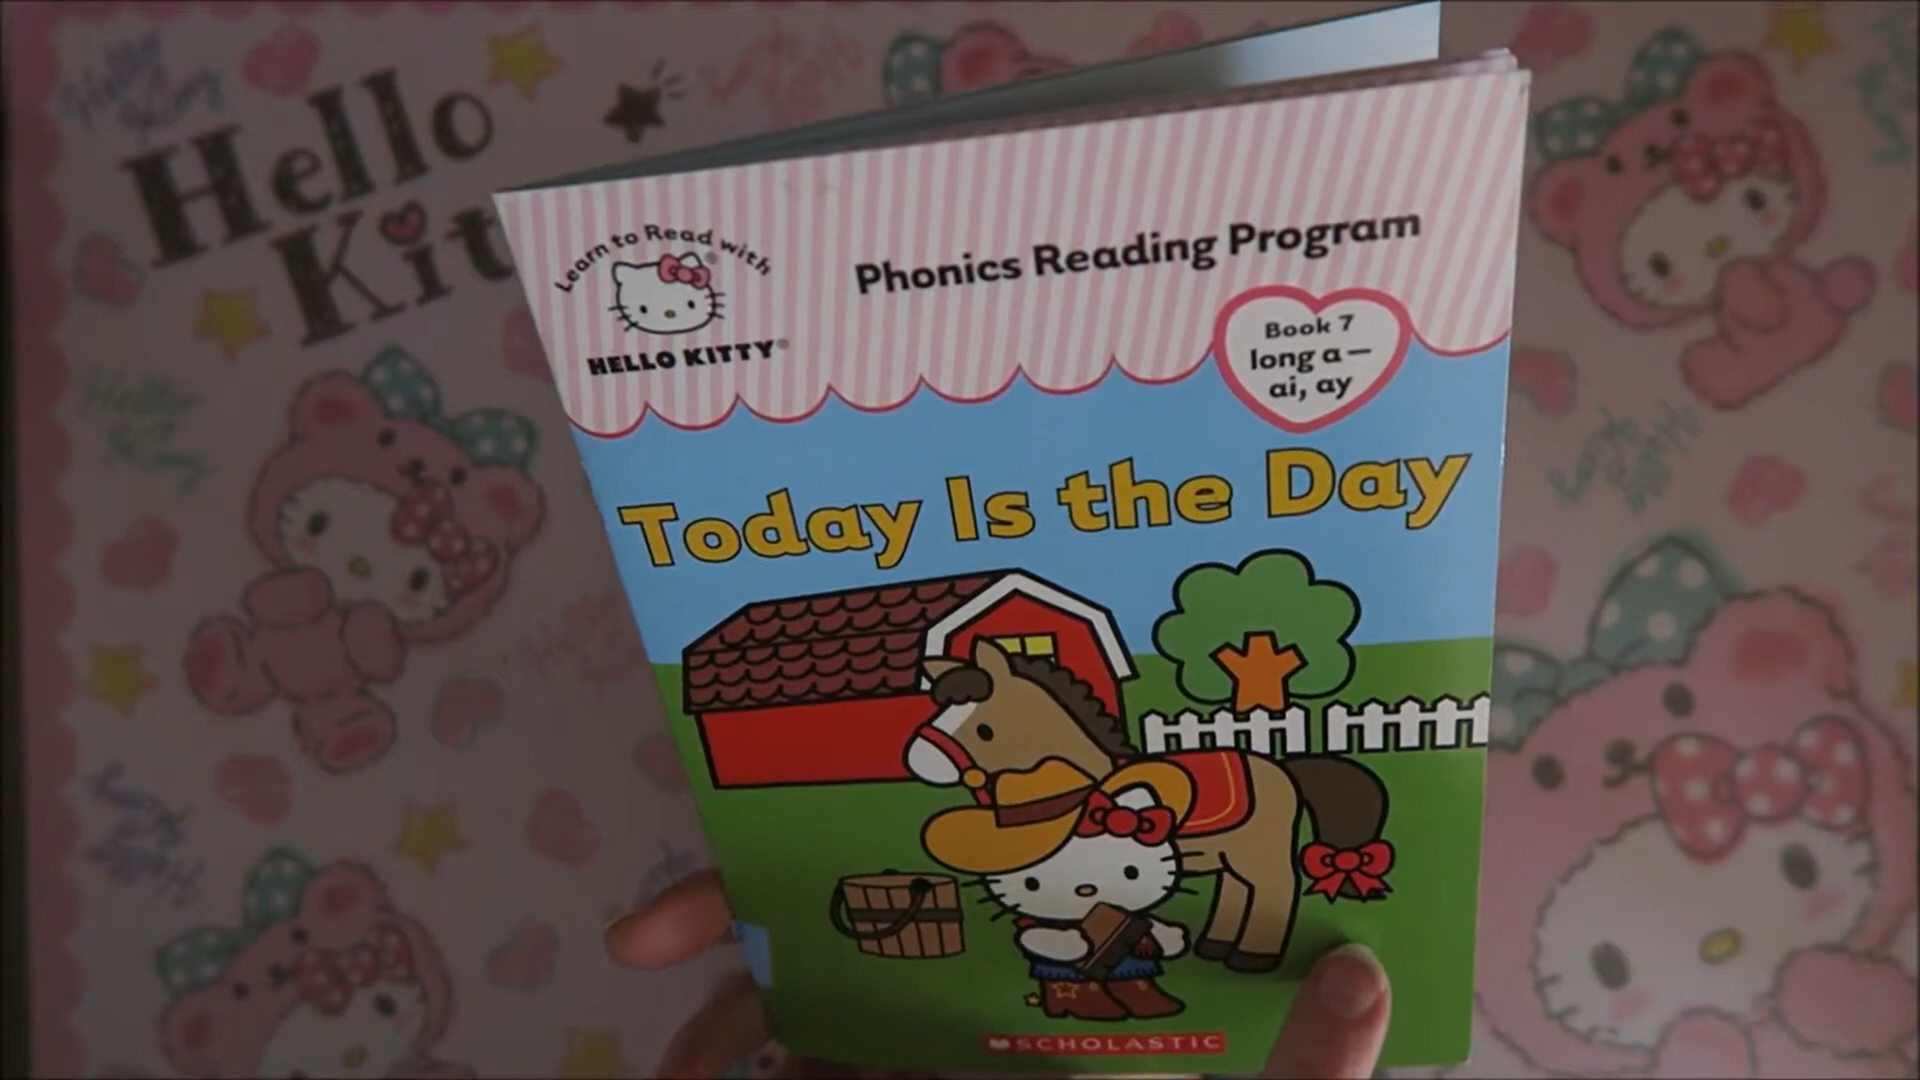 Hello
Kit
Learn to Read with
HELLO KITTY®
Phonics Reading Program
Book 7
long a—
ai, ay
Today Is the Day
SCHOLASTIC